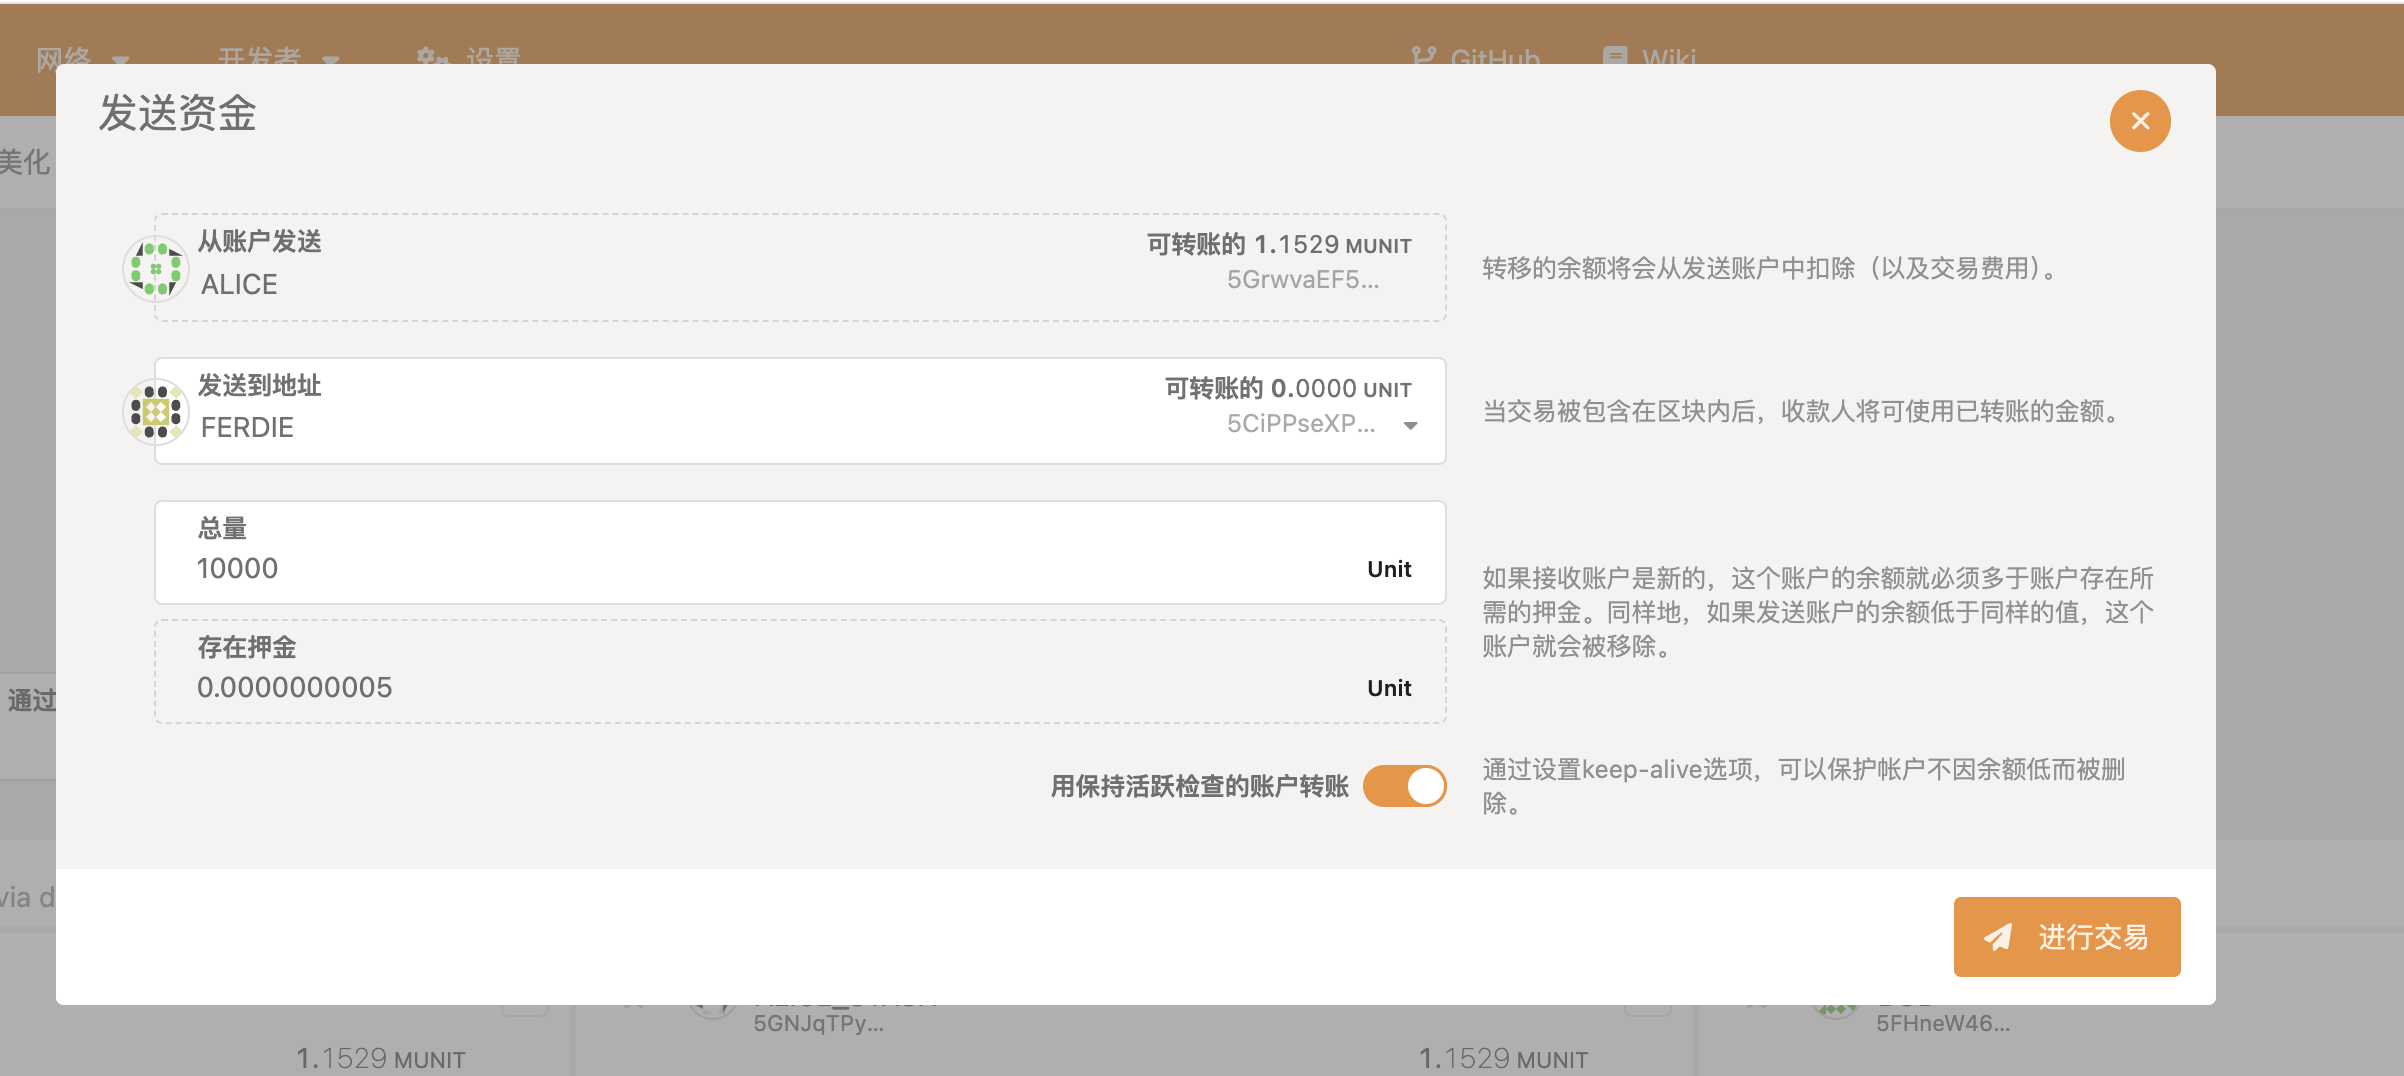 网络
开发者
设置
GitHub
Wiki
发送资金
美化
从账户发送
ALICE
可转账的 1.1529 MUNIT
5GrwvaEF5...
转移的余额将会从发送账户中扣除（以及交易费用）。
发送到地址
FERDIE
可转账的 0.0000 UNIT
5CiPPseXP...
当交易被包含在区块内后，收款人将可使用已转账的金额。
总量
10000
Unit
如果接收账户是新的，这个账户的余额就必须多于账户存在所
需的押金。同样地，如果发送账户的余额低于同样的值，这个
账户就会被移除。
存在押金
0.0000000005
Unit
通过
用保持活跃检查的账户转账
通过设置keep-alive选项，可以保护帐户不因余额低而被删
除。
via d
进行交易
5GNJqTPy...
5FHneW46...
1.1529 MUNIT
1.1529 MUNIT